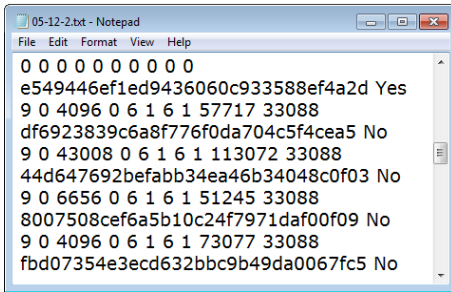 05-12-2.txt - Notepad
File Edit Format View Help
0 0 0 0 0 0 0 0 0 0
e549446ef1ed9436060c933588ef4a2d Yes
9 0 4096 0 6 1 6 1 57717 33088
df6923839c6a8f776f0da704c5f4cea5 No
9 0 43008 0 6 1 6 1 113072 33088
44d647692befabb34ea46b34048c0f03 No
9 0 6656 0 6 1 6 1 51245 33088
8007508cef6a5b10c24f7971daf00f09 No
9 0 4096 0 6 1 6 1 73077 33088
fbd07354e3ecd632bbc9b49da0067fc5 No